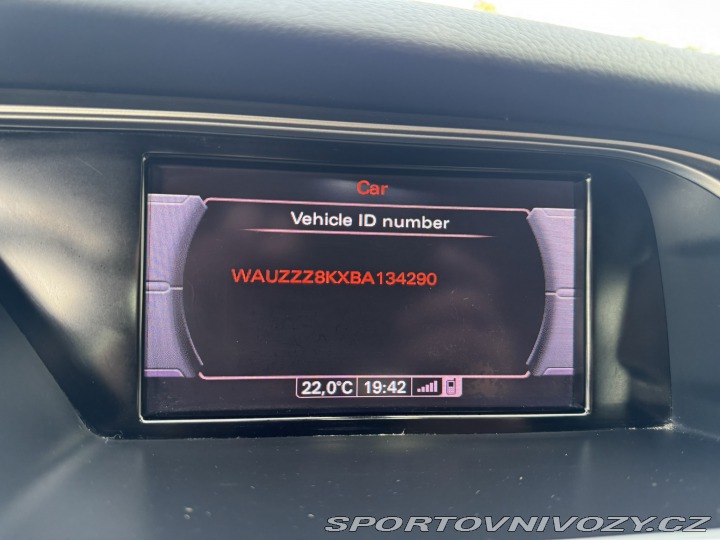 Car
Vehicle ID number
WAUZZZ8KXBA134290
22,0°C 19:42
SPORTOVNIVOZY.CZ